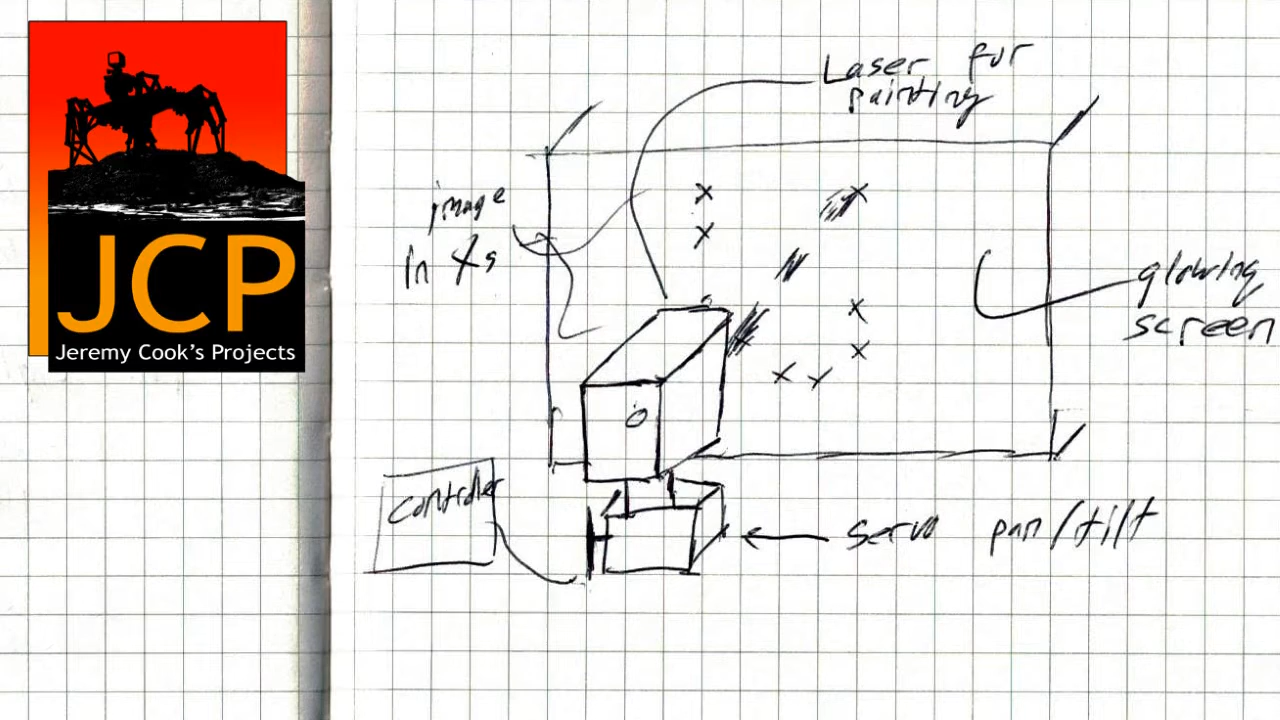 JCP
Jeremy Cook's Projects
Laser for
painting
image
in Xs
glowing
screen
controller
servo pan/tilt